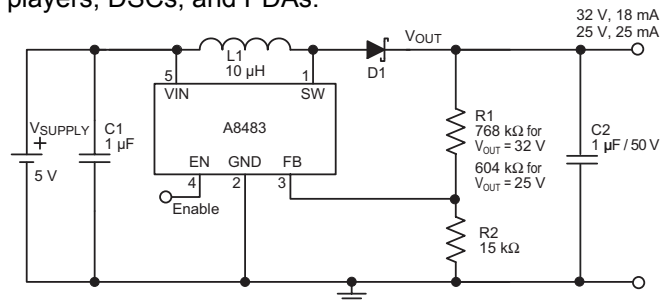 players, DSCs, and PDAs.
32 V, 18 mA
25 V, 25 mA
VOUT
L1
10 µH
D1
5
1
VIN
SW
R1
768 kΩ for
VOUT = 32 V
604 kΩ for
VOUT = 25 V
VSUPPLY
+
5 V
C1
1 µF
A8483
C2
1 µF / 50 V
EN
GND
FB
4
2
3
Enable
R2
15 kΩ